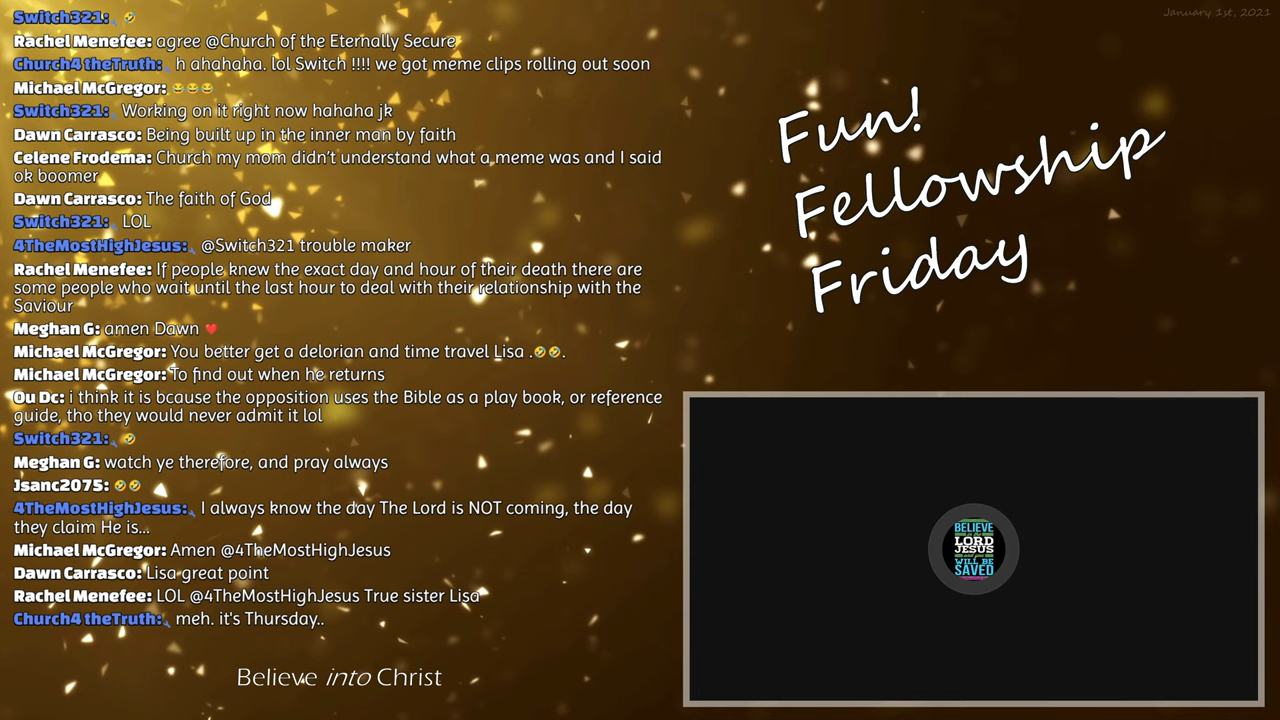 Switch321: 🤣
Rachel Menefee: agree @Church of the Eternally Secure
Church4 theTruth: h ahahaha. lol Switch !!!! we got meme clips rolling out soon
Michael McGregor: 😂😂😂
Switch321: Working on it right now hahaha jk
Dawn Carrasco: Being built up in the inner man by faith
Celene Frodema: Church my mom didn't understand what a meme was and I said
ok boomer
Dawn Carrasco: The faith of God
Switch321: LOL
4TheMostHighJesus: @Switch321 trouble maker
Rachel Menefee: If people knew the exact day and hour of their death there are
some people who wait until the last hour to deal with their relationship with the
Saviour
Meghan G: amen Dawn ❤️
Michael McGregor: You better get a delorian and time travel Lisa .🤣🤣.
Michael McGregor: To find out when he returns
Ou Dc: i think it is bcause the opposition uses the Bible as a play book, or reference
guide, tho they would never admit it lol
Switch321: 🤣
Meghan G: watch ye therefore, and pray always
Jsanc2075: 🤣🤣
4TheMostHighJesus: I always know the day The Lord is NOT coming, the day
they claim He is...
Michael McGregor: Amen @4TheMostHighJesus
Dawn Carrasco: Lisa great point
Rachel Menefee: LOL @4TheMostHighJesus True sister Lisa
Church4 theTruth: meh. it's Thursday..
Believe into Christ
January 1st, 2021
Fun!
Fellowship
Friday
BELIEVE
LORD
JESUS
WILL BE
SAVED